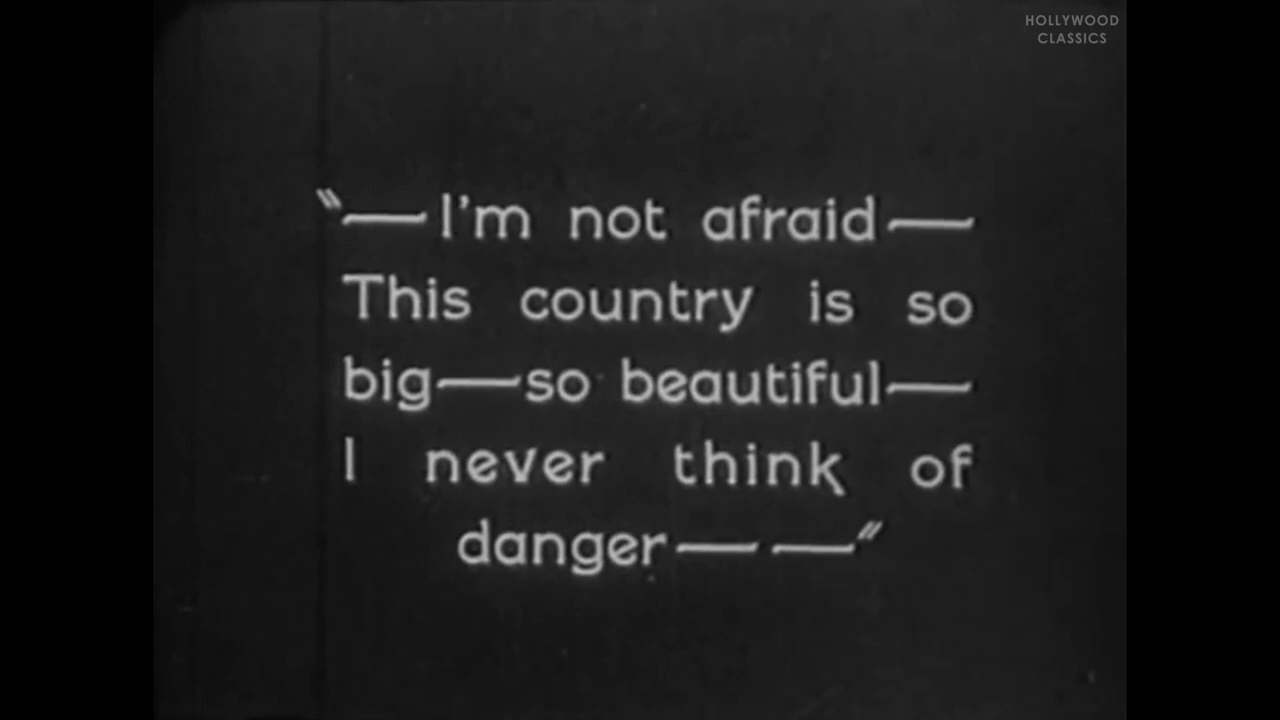 HOLLYWOOD
CLASSICS
"—I'm not afraid—
This country is so
big—so beautiful—
I never think of
danger— —"